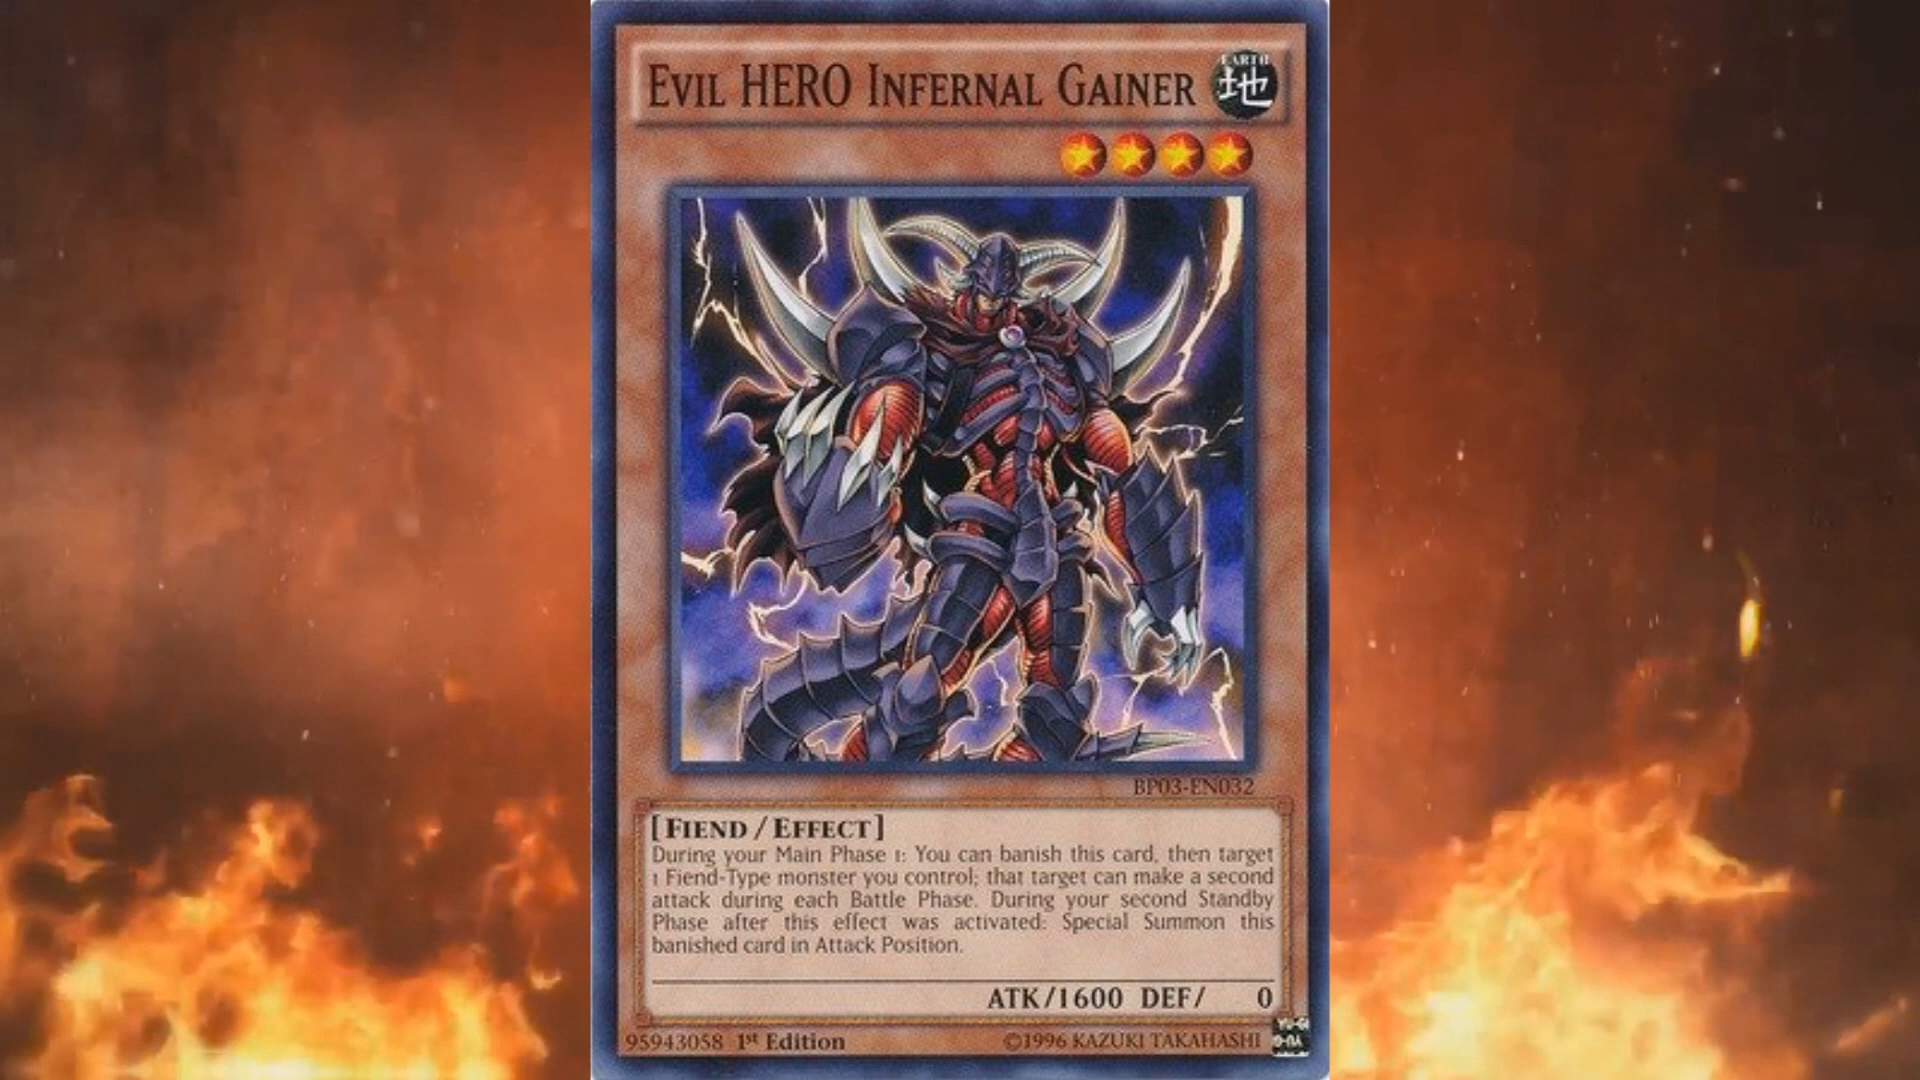 EVIL HERO INFERNAL GAINER
EARTH
地
BP03-EN032
[FIEND / EFFECT]
During your Main Phase 1: You can banish this card, then target
1 Fiend-Type monster you control; that target can make a second
attack during each Battle Phase. During your second Standby
Phase after this effect was activated: Special Summon this
banished card in Attack Position.
ATK/1600 DEF/ 0
95943058 1st Edition ©1996 KAZUKI TAKAHASHI